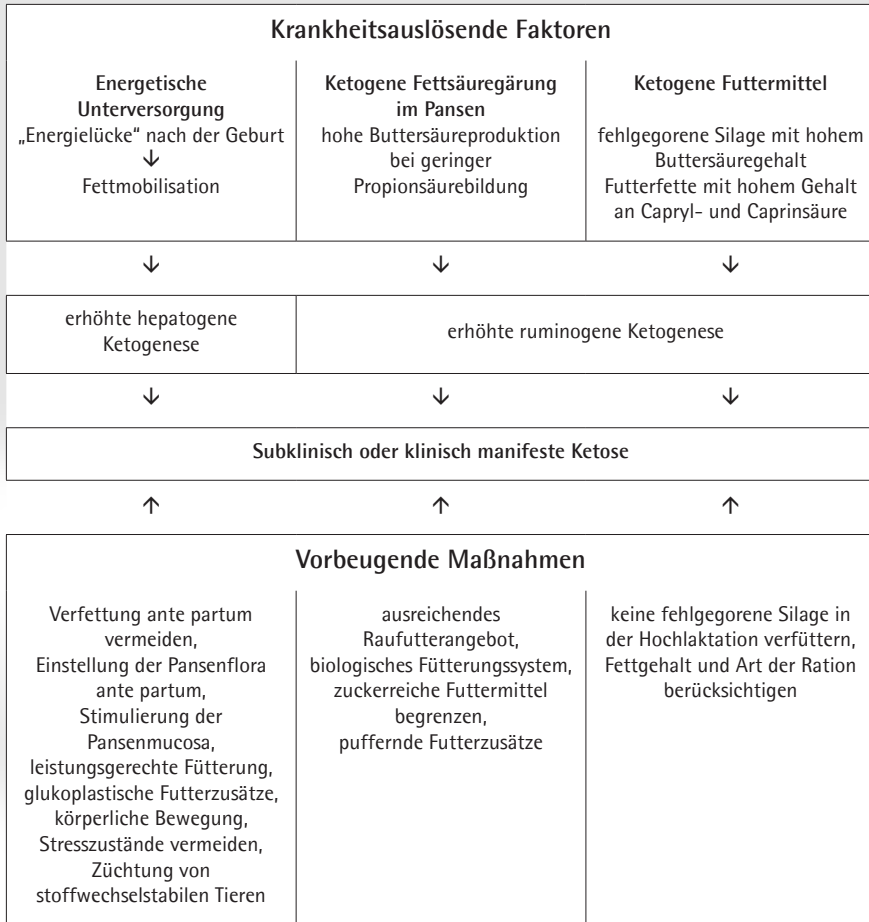 Krankheitsauslösende Faktoren
Energetische
Unterversorgung
„Energielücke" nach der Geburt
↓
Fettmobilisation
Ketogene Fettsäuregärung
im Pansen
hohe Buttersäureproduktion
bei geringer
Propionsäurebildung
Ketogene Futtermittel
fehlgegorene Silage mit hohem
Buttersäuregehalt
Futterfette mit hohem Gehalt
an Capryl- und Caprinsäure
↓ ↓ ↓
erhöhte hepatogene
Ketogenese
erhöhte ruminogene Ketogenese
↓ ↓ ↓
Subklinisch oder klinisch manifeste Ketose
↑ ↑ ↑
Vorbeugende Maßnahmen
Verfettung ante partum
vermeiden,
Einstellung der Pansenflora
ante partum,
Stimulierung der
Pansenmucosa,
leistungsgerechte Fütterung,
glukoplastische Futterzusätze,
körperliche Bewegung,
Stresszustände vermeiden,
Züchtung von
stoffwechselstabilen Tieren
ausreichendes
Raufutterangebot,
biologisches Fütterungssystem,
zuckerreiche Futtermittel
begrenzen,
puffernde Futterzusätze
keine fehlgegorene Silage in
der Hochlaktation verfüttern,
Fettgehalt und Art der Ration
berücksichtigen